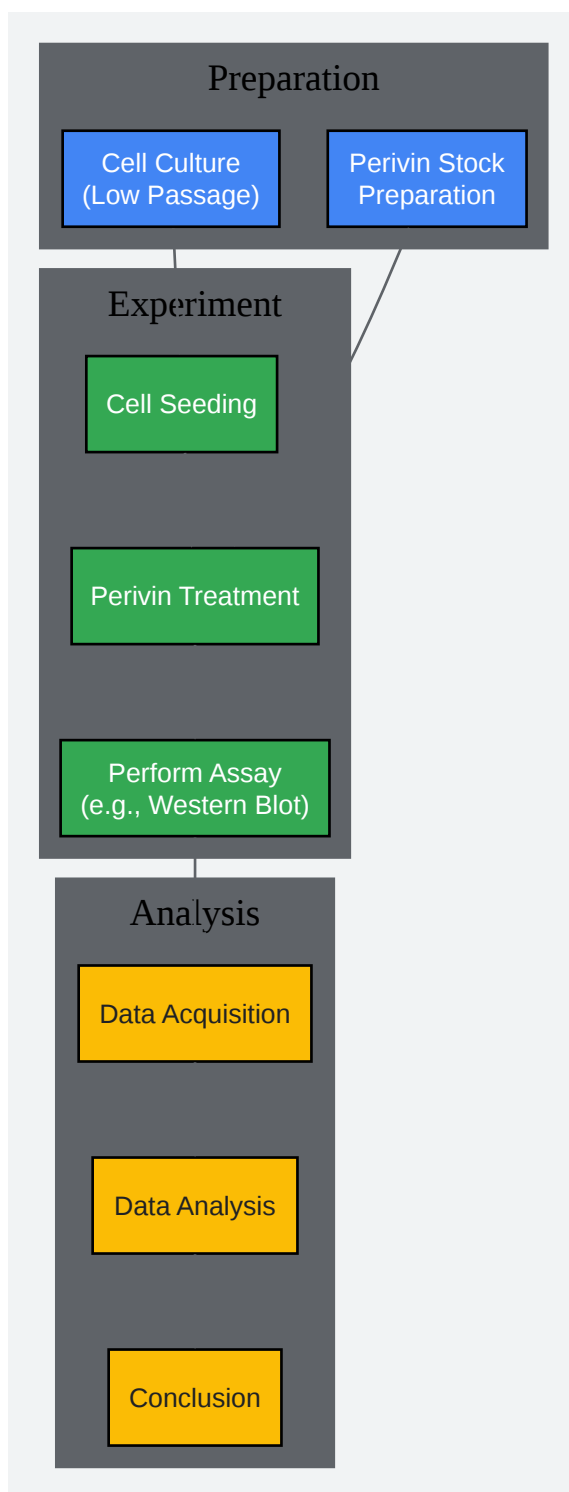 Preparation
Cell Culture
(Low Passage)
Perivin Stock
Preparation
Experiment
Cell Seeding
Perivin Treatment
Perform Assay
(e.g., Western Blot)
Analysis
Data Acquisition
Data Analysis
Conclusion